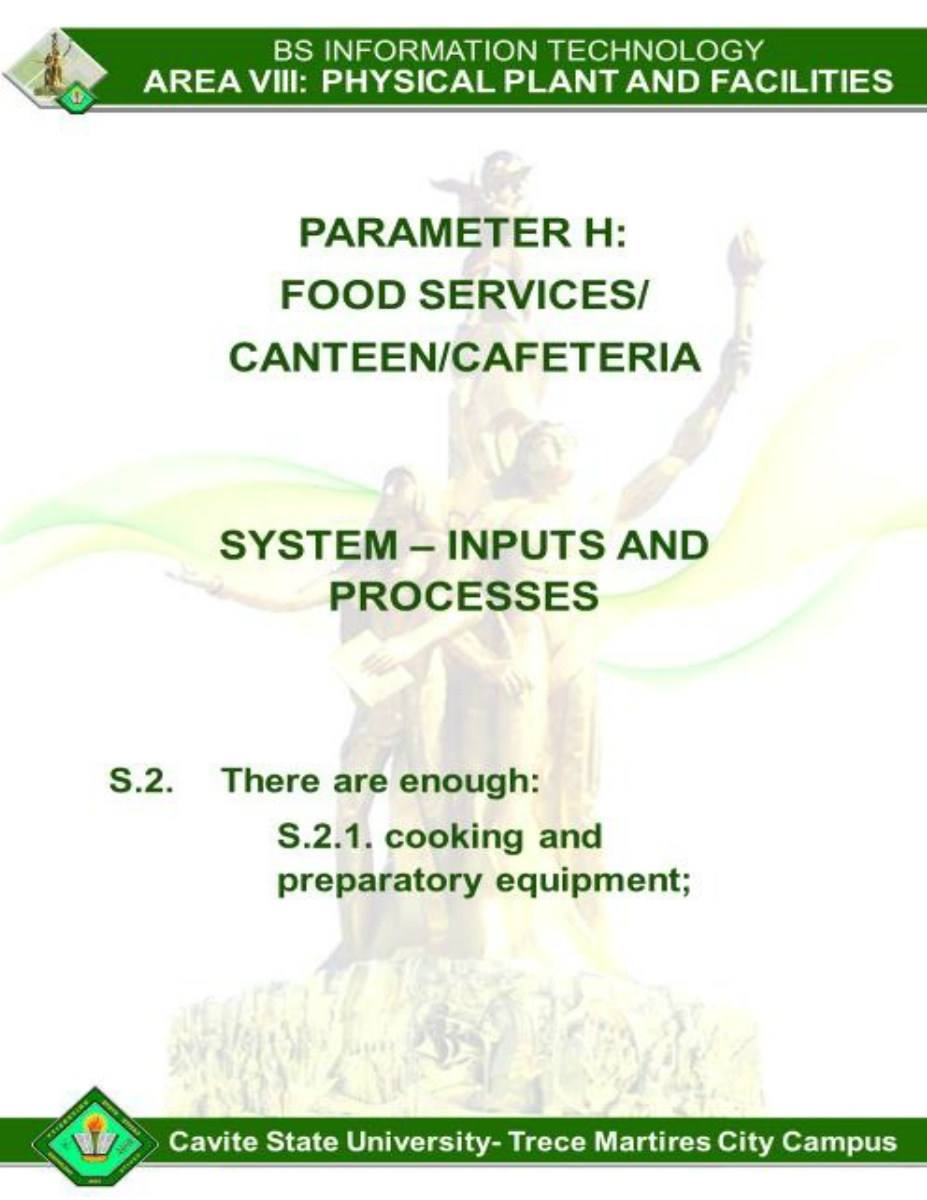 BS INFORMATION TECHNOLOGY
AREA VIII: PHYSICAL PLANT AND FACILITIES
PARAMETER H:
FOOD SERVICES/
CANTEEN/CAFETERIA
SYSTEM – INPUTS AND
PROCESSES
S.2. There are enough:
S.2.1. cooking and
preparatory equipment;
Cavite State University- Trece Martires City Campus